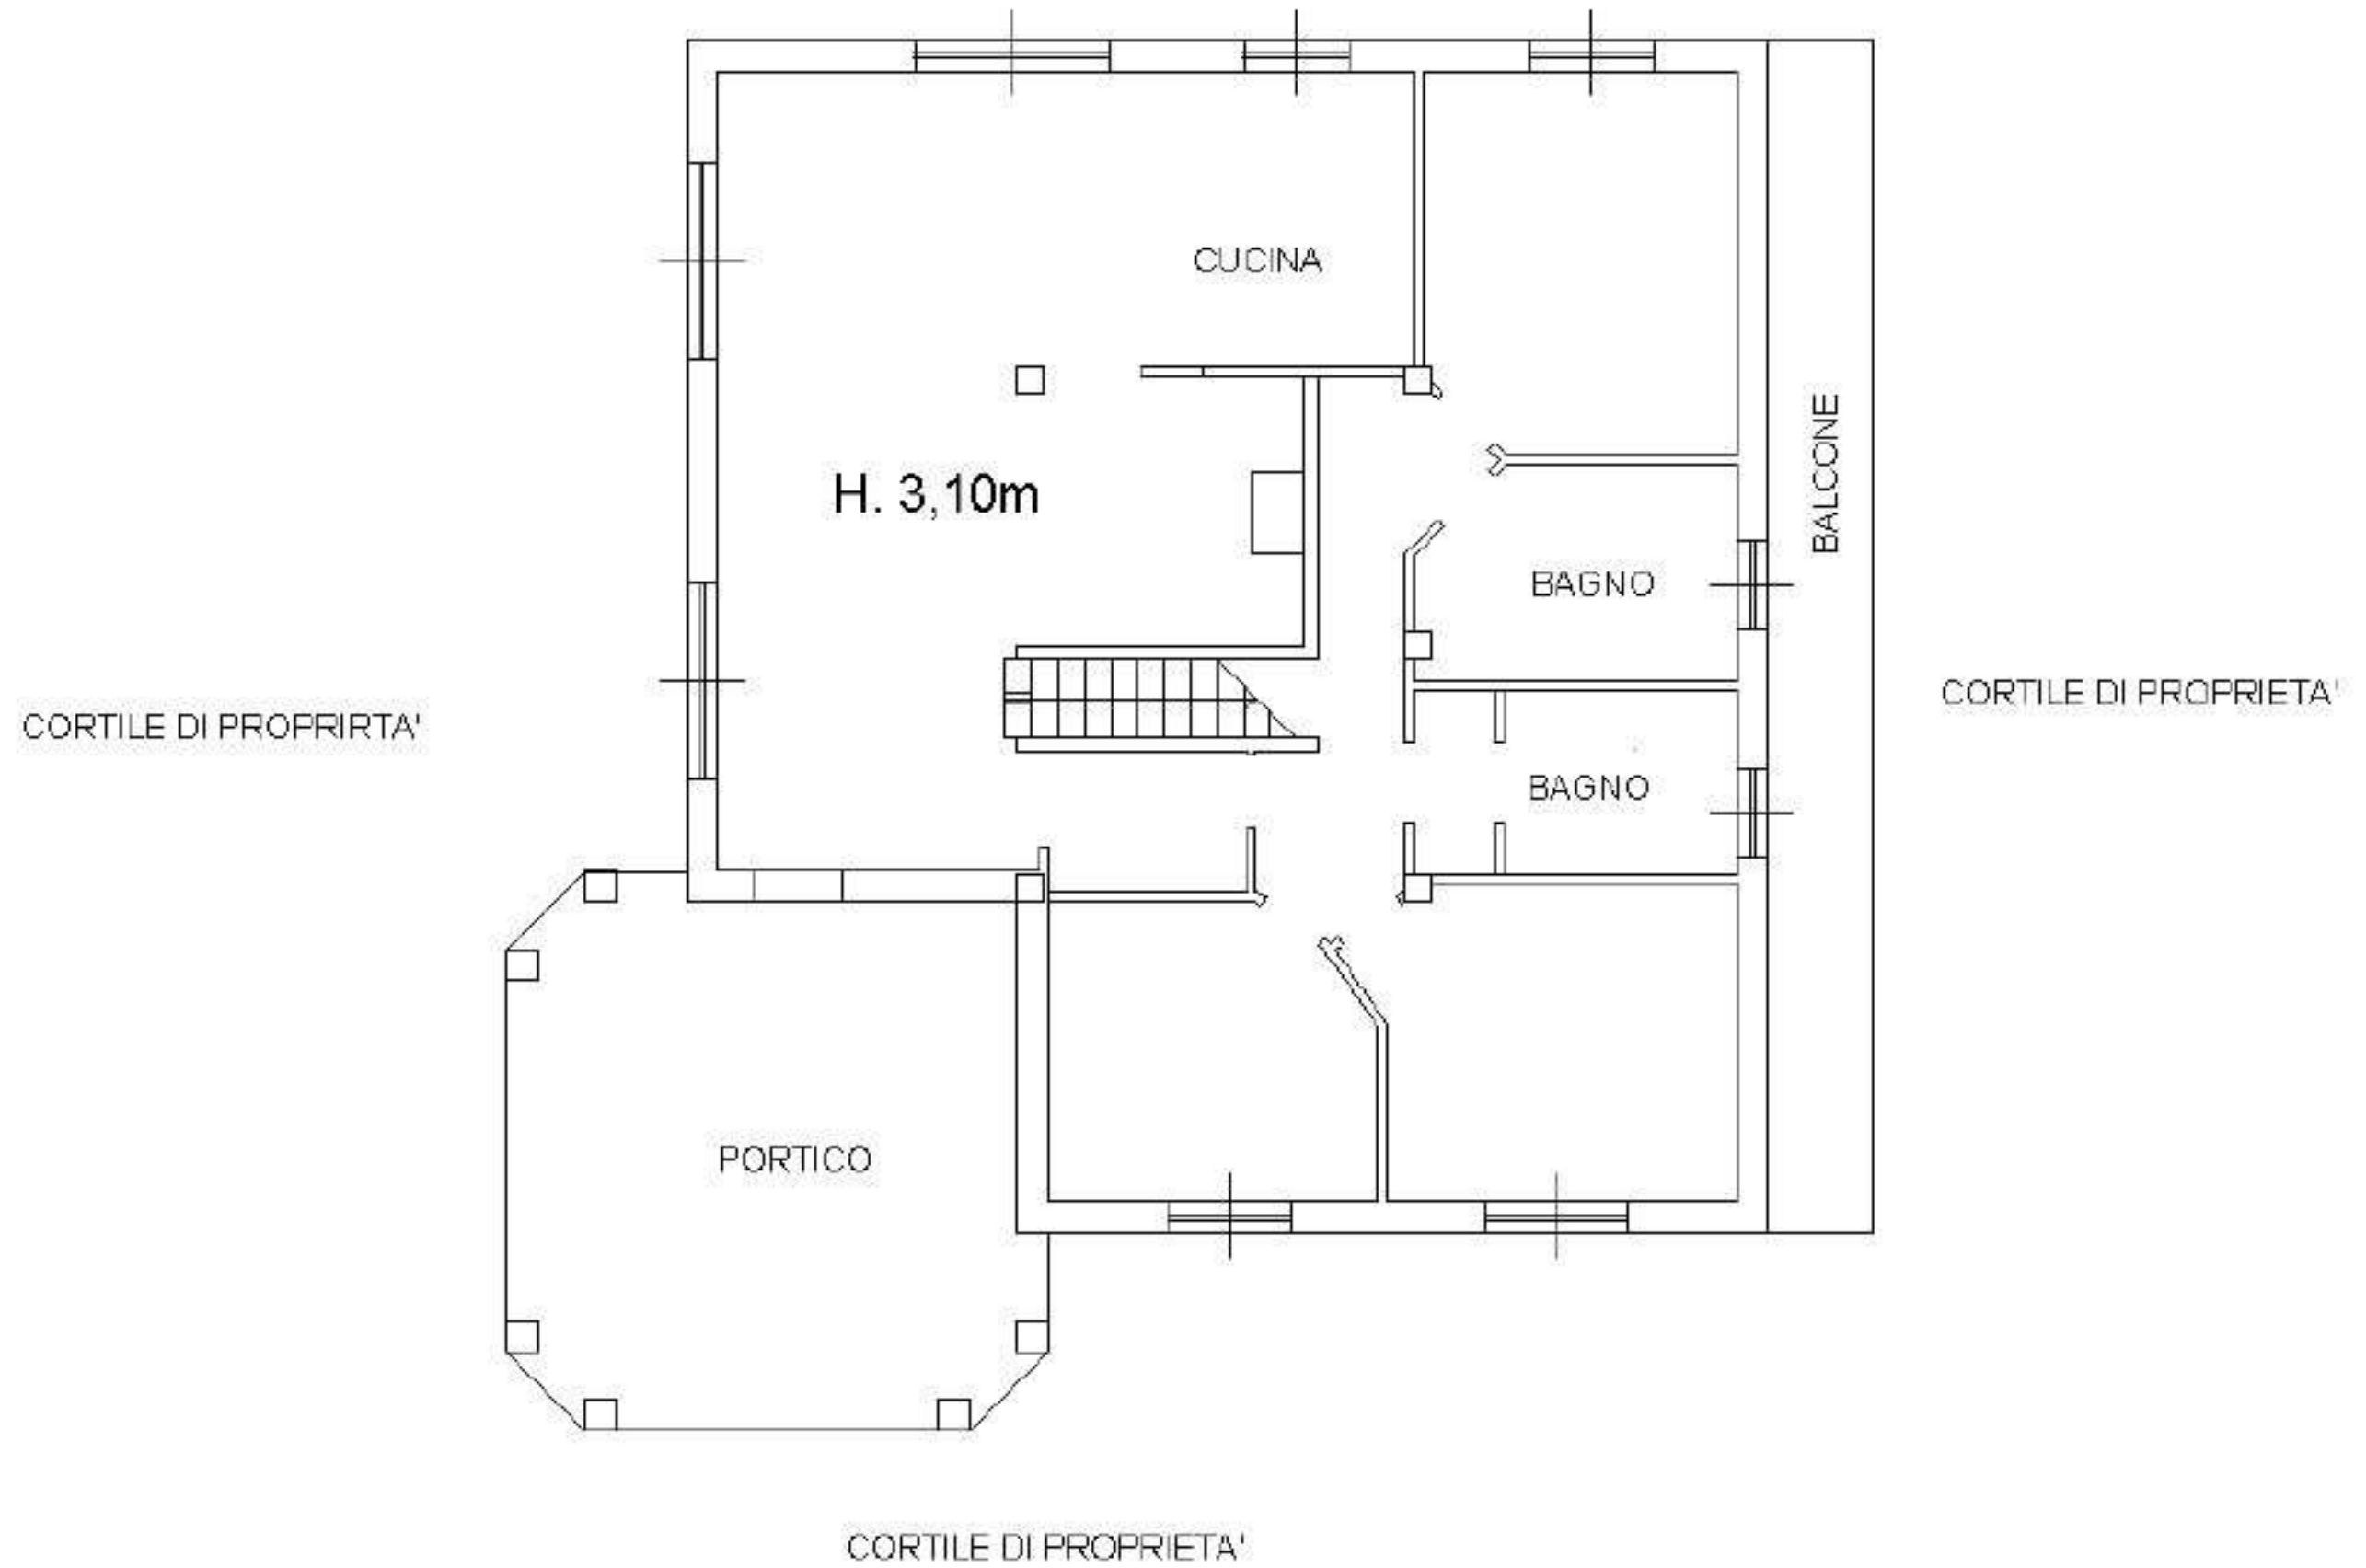 CUCINA
H. 3,10m
BALCONE
BAGNO
CORTILE DI PROPRIETA'
CORTILE DI PROPRIRTA'
BAGNO
PORTICO
CORTILE DI PROPRIETA'